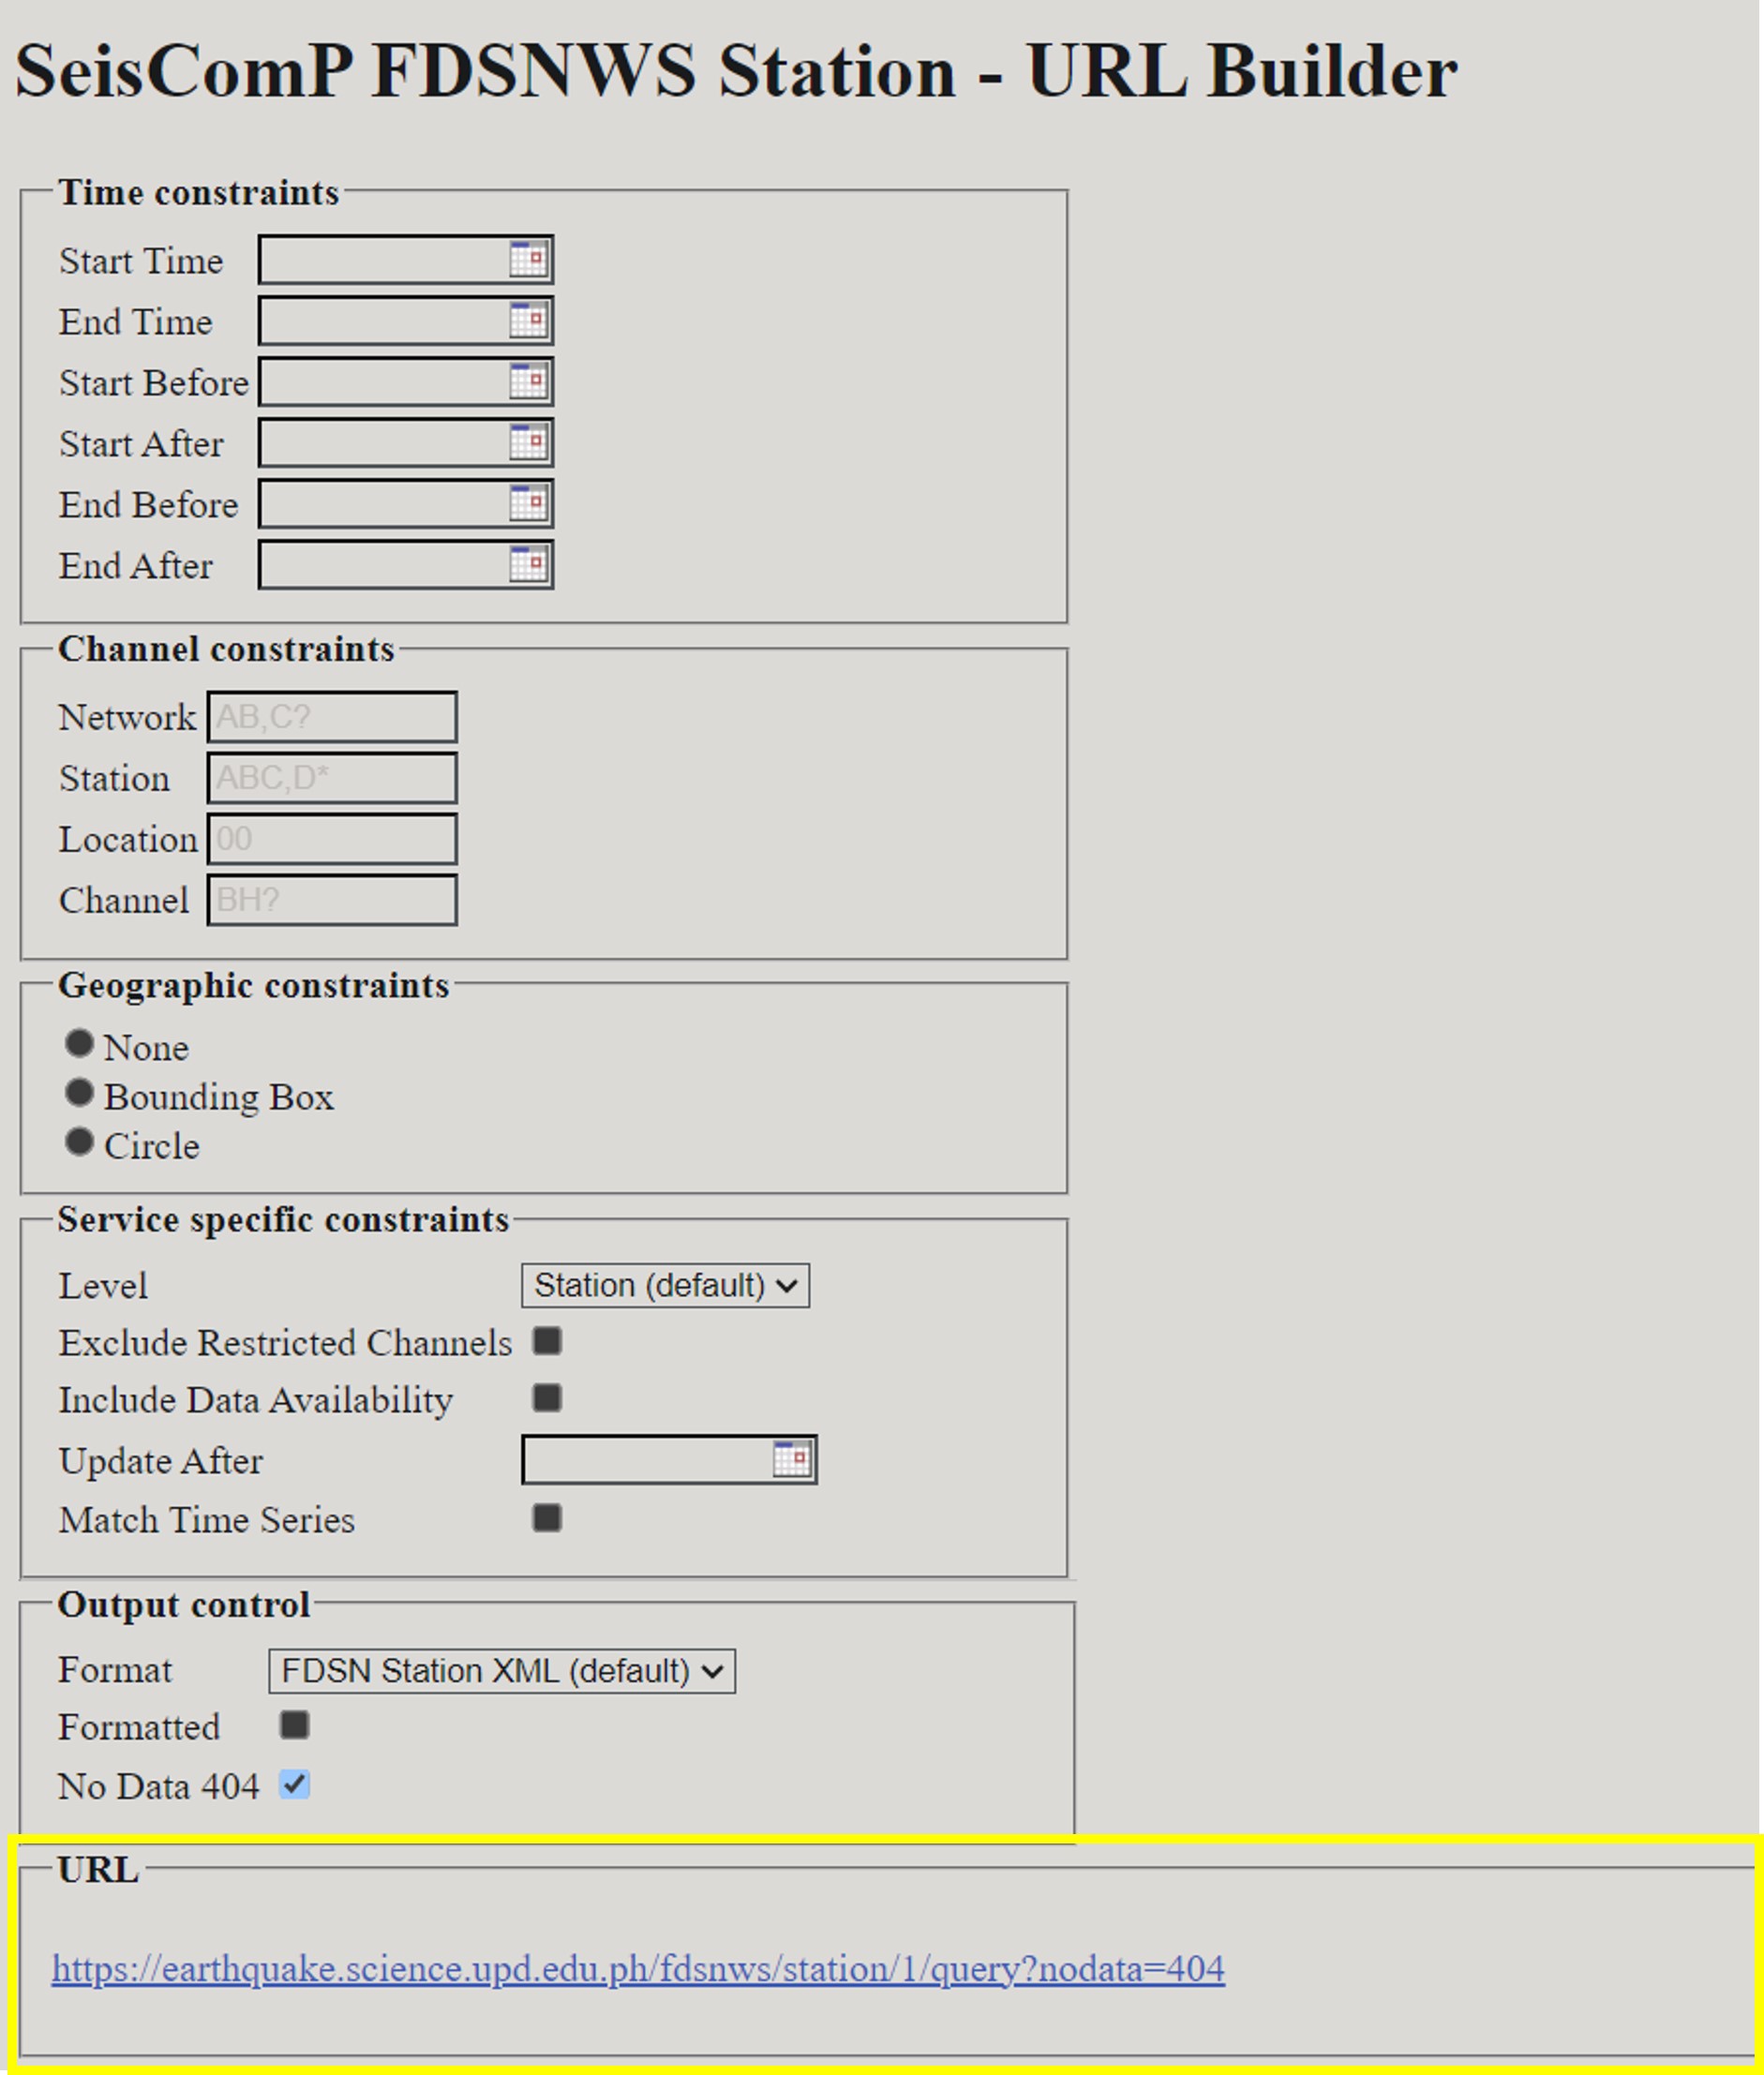 SeisComP FDSNWS Station - URL Builder
Time constraints
Start Time
End Time
Start Before
Start After
End Before
End After
Channel constraints
Network AB,C?
Station ABC,D*
Location 00
Channel BH?
Geographic constraints
None
Bounding Box
Circle
Service specific constraints
Level Station (default)
Exclude Restricted Channels
Include Data Availability
Update After
Match Time Series
Output control
Format FDSN Station XML (default)
Formatted
No Data 404
URL
https://earthquake.science.upd.edu.ph/fdsnws/station/1/query?nodata=404